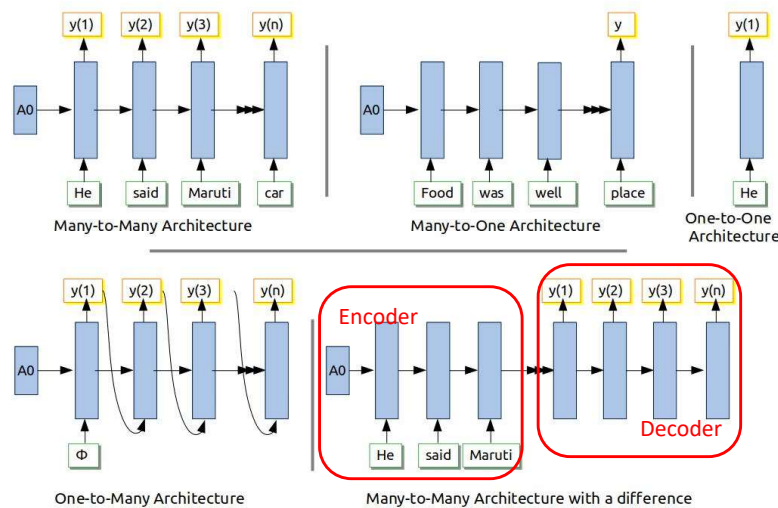 y(1) y(2) y(3) y(n)
A0
He said Maruti car
Many-to-Many Architecture
y
A0
Food was well place
Many-to-One Architecture
y(1)
He
One-to-One
Architecture
y(1) y(2) y(3) y(n)
A0
Φ
One-to-Many Architecture
Encoder
A0
He said Maruti
y(1) y(2) y(3) y(n)
Decoder
Many-to-Many Architecture with a difference